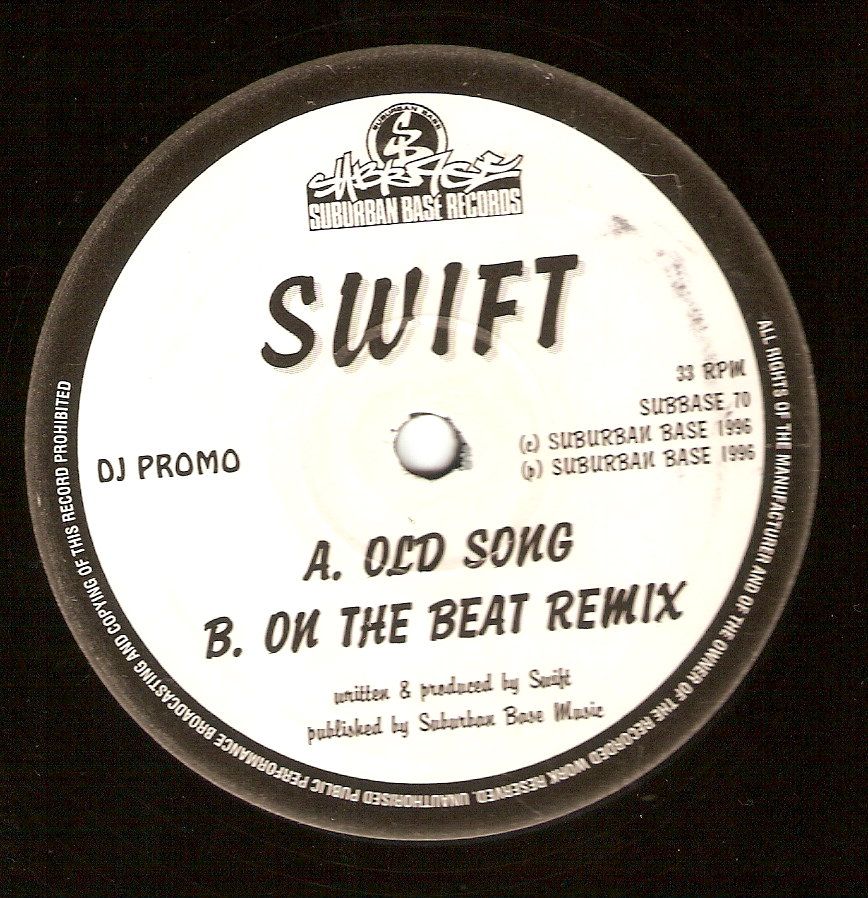 SUBURBAN BASE
SUBBASE
SUBURBAN BASE RECORDS
SWIFT
33 RPM
SUBBASE 70
(c) SUBURBAN BASE 1996
(p) SUBURBAN BASE 1996
DJ PROMO
A. OLD SONG
B. ON THE BEAT REMIX
written & produced by Swift
published by Suburban Base Music
ALL RIGHTS OF THE MANUFACTURER AND OF THE OWNER OF THE RECORDED WORK RESERVED. UNAUTHORISED PUBLIC PERFORMANCE BROADCASTING AND COPYING OF THIS RECORD PROHIBITED